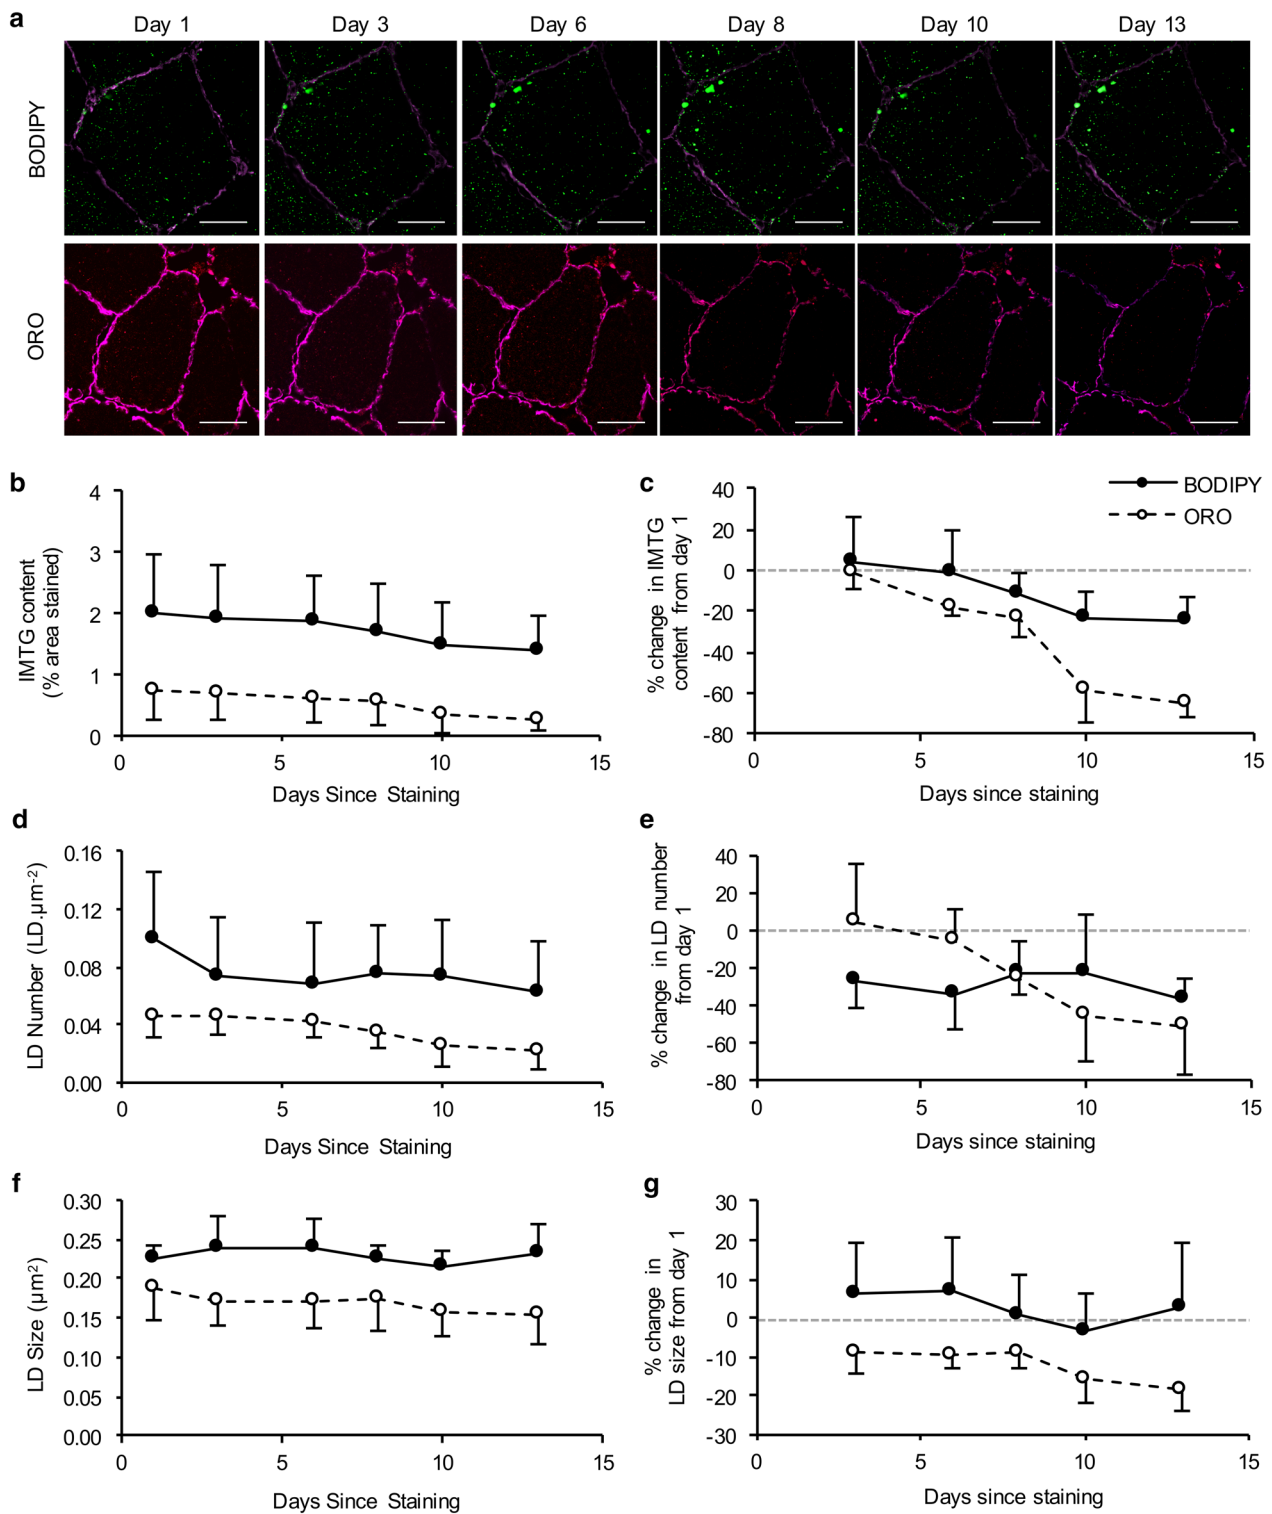 a
Day 1 Day 3 Day 6 Day 8 Day 10 Day 13
BODIPY
ORO
b
IMTG content
(% area stained)
4
3
2
1
0
0 5 10 15
Days Since Staining
c
% change in IMTG
content from day 1
40
20
0
-20
-40
-60
-80
0 5 10 15
Days since staining
BODIPY
ORO
d
LD Number (LD.µm⁻²)
0.16
0.12
0.08
0.04
0.00
0 5 10 15
Days Since Staining
e
% change in LD number
from day 1
40
20
0
-20
-40
-60
-80
0 5 10 15
Days since staining
f
LD Size (µm²)
0.30
0.25
0.20
0.15
0.10
0.05
0.00
0 5 10 15
Days Since Staining
g
% change in
LD size from day 1
30
20
10
0
-10
-20
-30
0 5 10 15
Days since staining